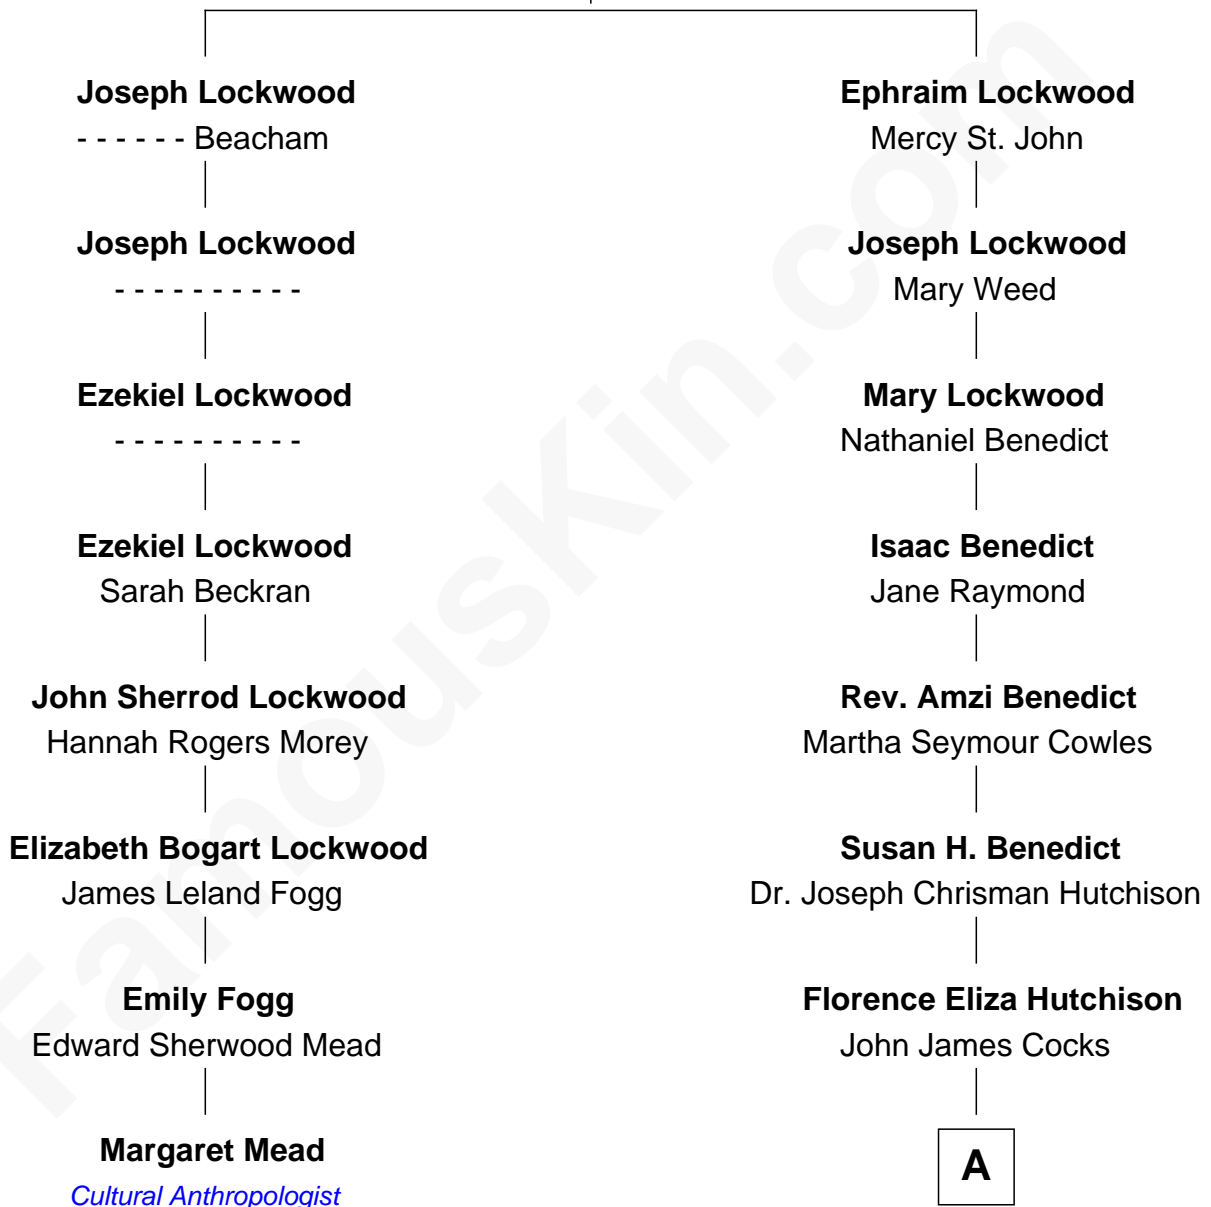 Joseph Lockwood
- - - - - - Beacham
Joseph Lockwood
- - - - - - - - - -
Ezekiel Lockwood
- - - - - - - - - -
Ezekiel Lockwood
Sarah Beckran
John Sherrod Lockwood
Hannah Rogers Morey
Elizabeth Bogart Lockwood
James Leland Fogg
Emily Fogg
Edward Sherwood Mead
Margaret Mead
Cultural Anthropologist
Ephraim Lockwood
Mercy St. John
Joseph Lockwood
Mary Weed
Mary Lockwood
Nathaniel Benedict
Isaac Benedict
Jane Raymond
Rev. Amzi Benedict
Martha Seymour Cowles
Susan H. Benedict
Dr. Joseph Chrisman Hutchison
Florence Eliza Hutchison
John James Cocks
A
FamousKin.com